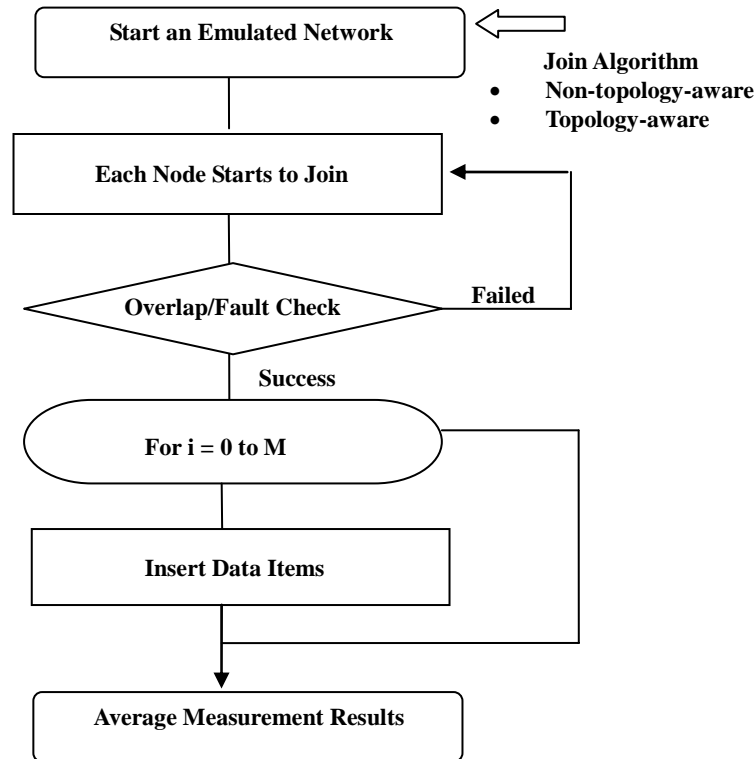 Start an Emulated Network
Join Algorithm
• Non-topology-aware
• Topology-aware
Each Node Starts to Join
Overlap/Fault Check
Failed
Success
For i = 0 to M
Insert Data Items
Average Measurement Results